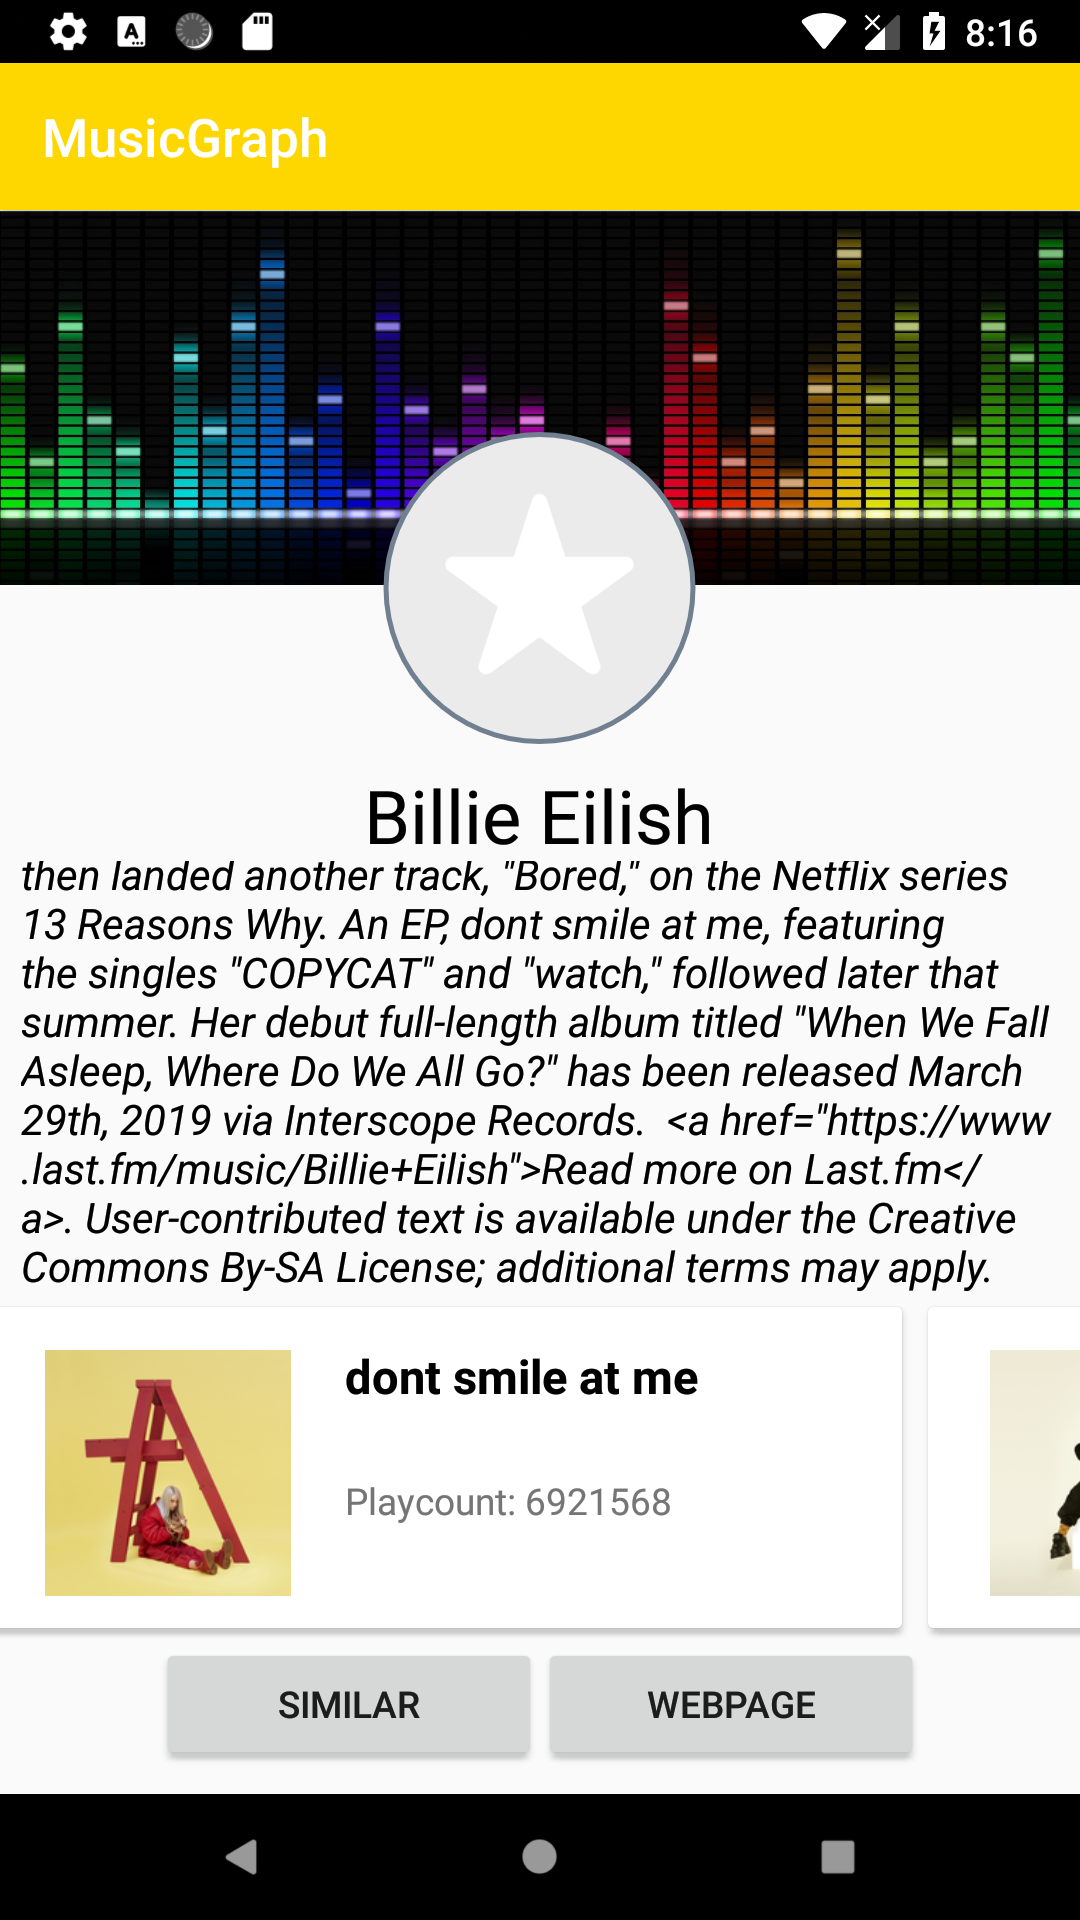 8:16
MusicGraph
Billie Eilish
then landed another track, "Bored," on the Netflix series
13 Reasons Why. An EP, dont smile at me, featuring
the singles "COPYCAT" and "watch," followed later that
summer. Her debut full-length album titled "When We Fall
Asleep, Where Do We All Go?" has been released March
29th, 2019 via Interscope Records.  <a href="https://www
.last.fm/music/Billie+Eilish">Read more on Last.fm</
a>. User-contributed text is available under the Creative
Commons By-SA License; additional terms may apply.
dont smile at me
Playcount: 6921568
SIMILAR
WEBPAGE